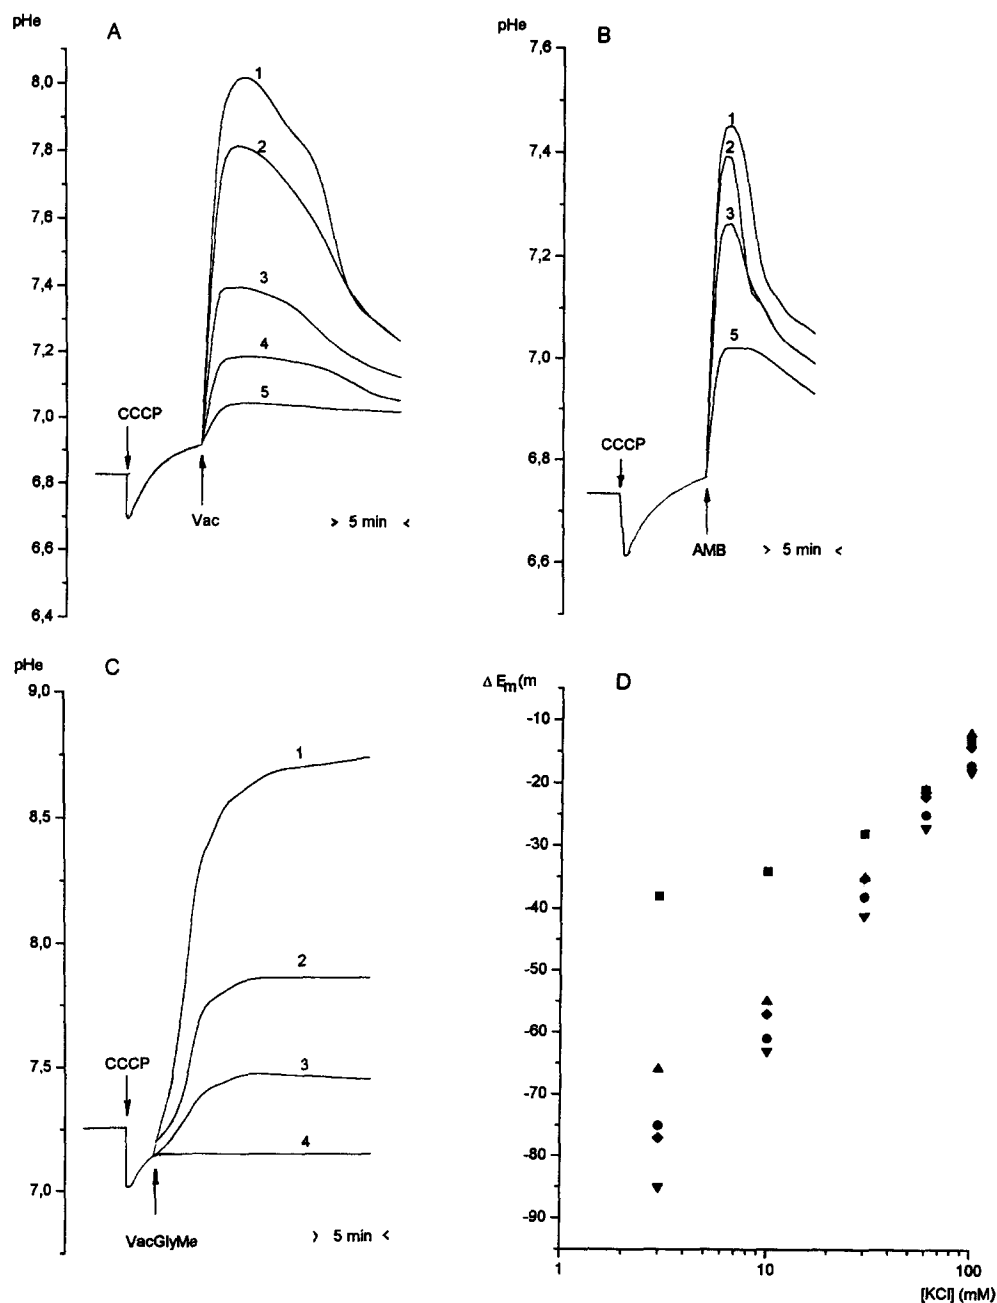 pHe
A
8,0
7,8
7,6
7,4
7,2
7,0
6,8
6,6
6,4
1
2
3
4
5
CCCP
Vac
> 5 min <
pHe
B
7,6
7,4
7,2
7,0
6,8
6,6
1
2
3
5
CCCP
AMB
> 5 min <
pHe
C
9,0
8,5
8,0
7,5
7,0
1
2
3
4
CCCP
VacGlyMe
> 5 min <
Δ Em(m
D
-10
-20
-30
-40
-50
-60
-70
-80
-90
1
10
100
[KCl] (mM)